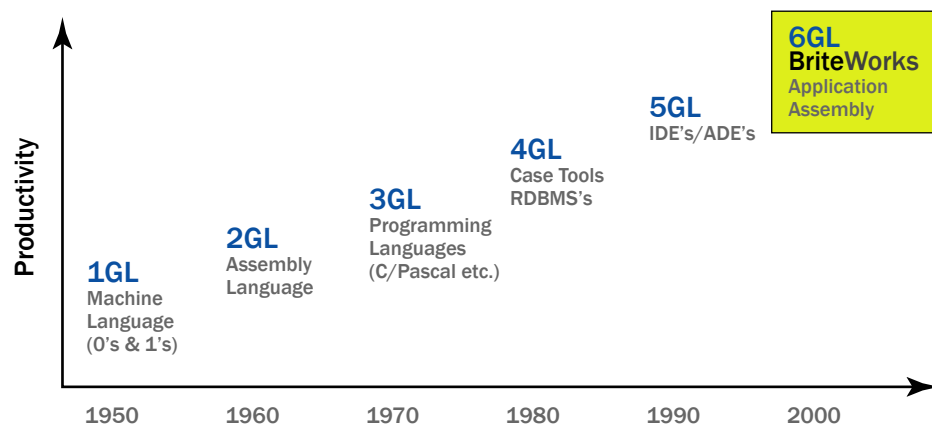 Productivity
1GL
Machine
Language
(0's & 1's)
2GL
Assembly
Language
3GL
Programming
Languages
(C/Pascal etc.)
4GL
Case Tools
RDBMS's
5GL
IDE's/ADE's
6GL
BriteWorks
Application
Assembly
1950 1960 1970 1980 1990 2000